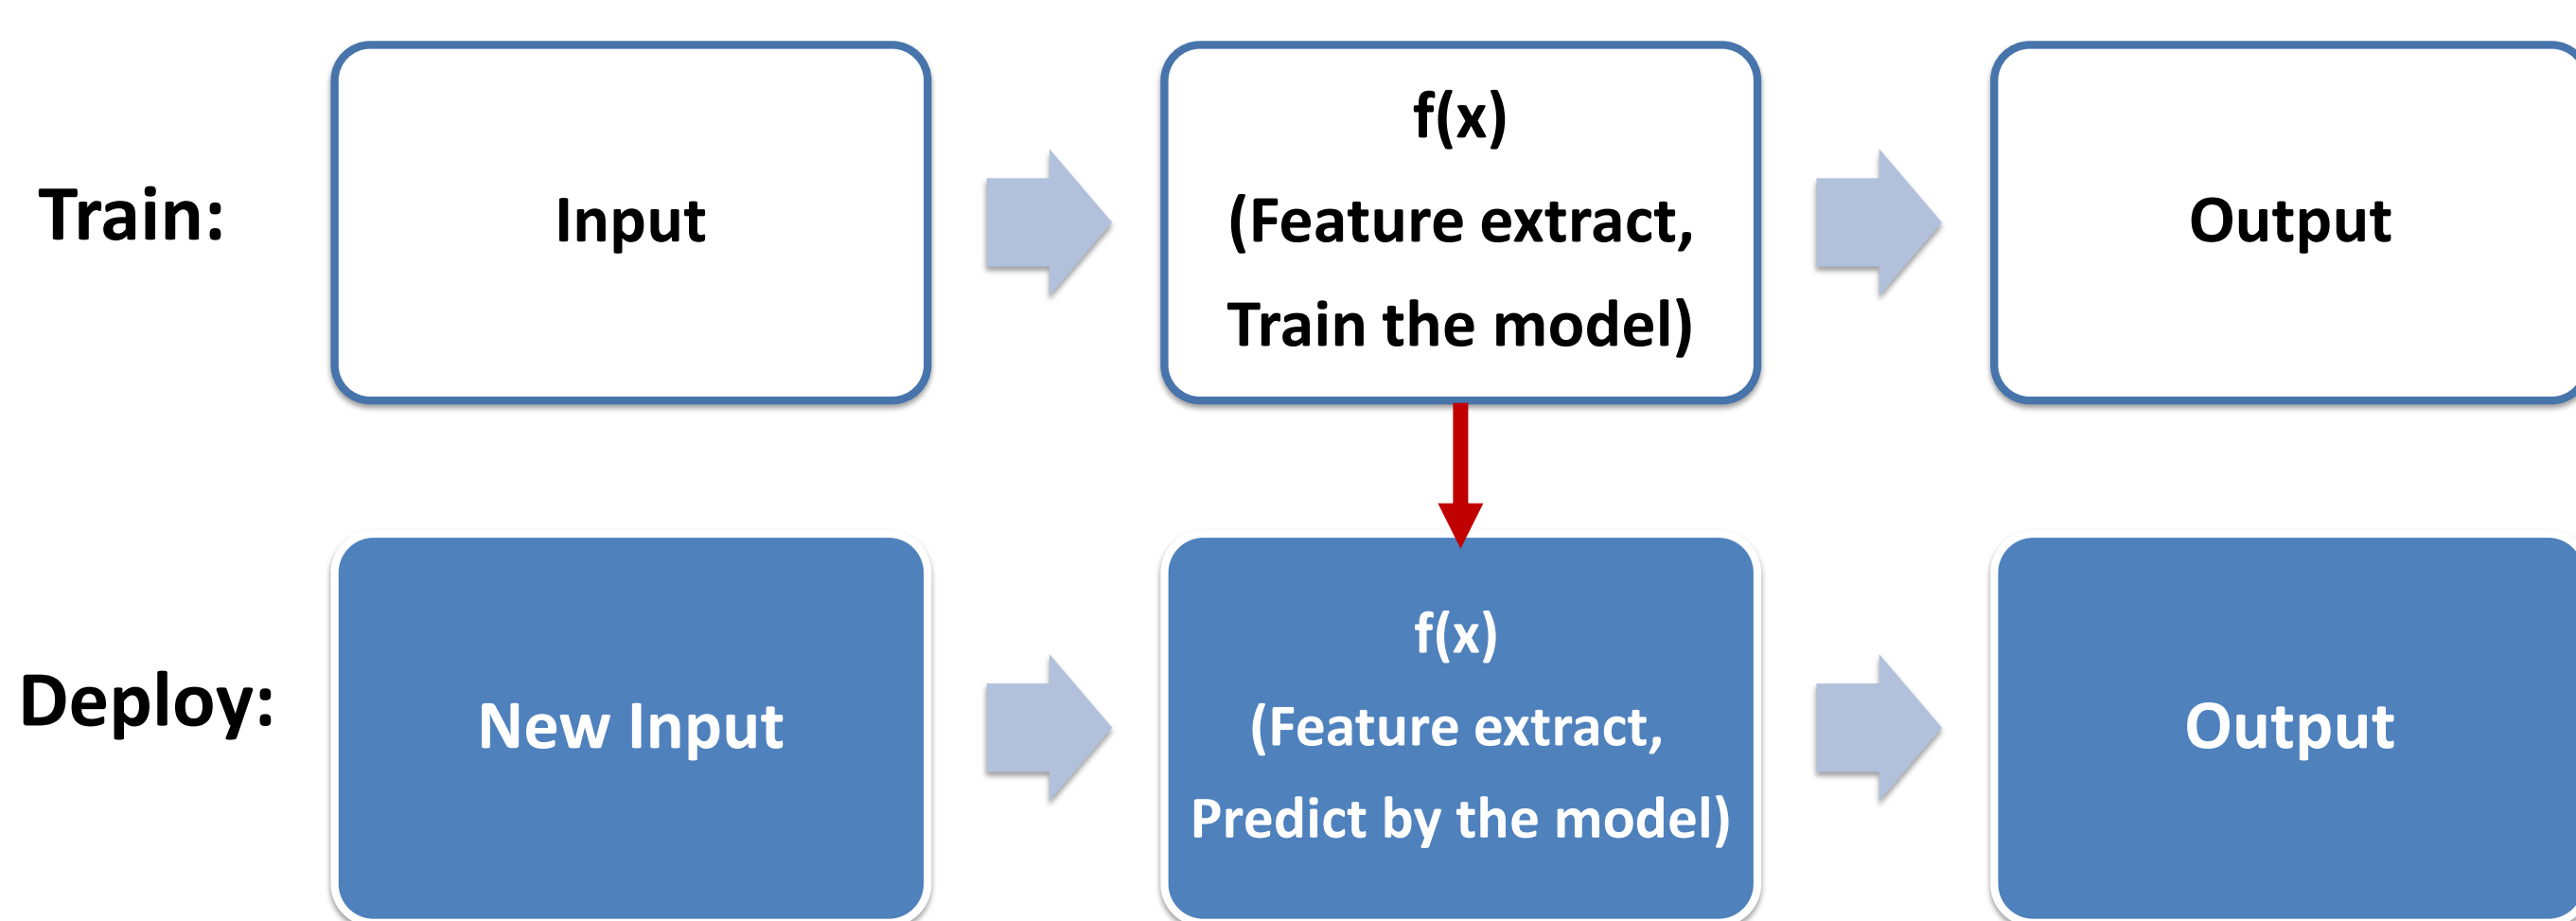 Train:
Input
f(x)
(Feature extract,
Train the model)
Output
Deploy:
New Input
f(x)
(Feature extract,
Predict by the model)
Output